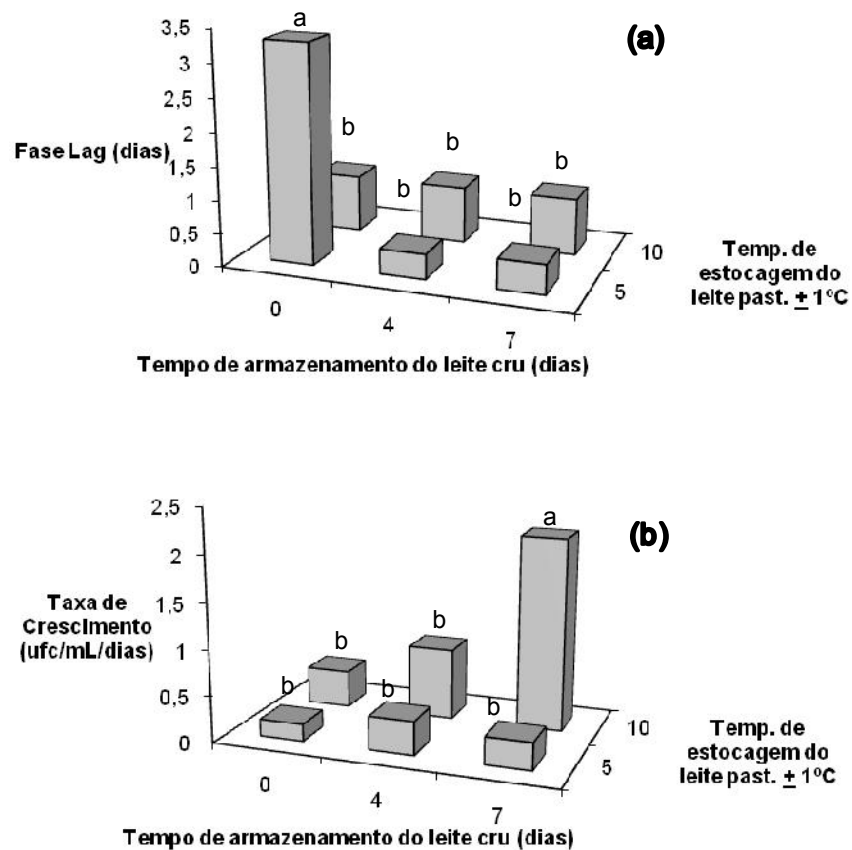 a
(a)
3,5
3
2,5
2
1,5
1
0,5
0
Fase Lag (dias)
b
b
b
b
b
10
5
Temp. de
estocagem do
leite past. ± 1ºC
0
4
7
Tempo de armazenamento do leite cru (dias)
2,5
2
1,5
1
0,5
0
a
(b)
Taxa de
Crescimento
(ufc/mL/dias)
b
b
b
b
b
10
5
Temp. de
estocagem do
leite past. ± 1ºC
0
4
7
Tempo de armazenamento do leite cru (dias)